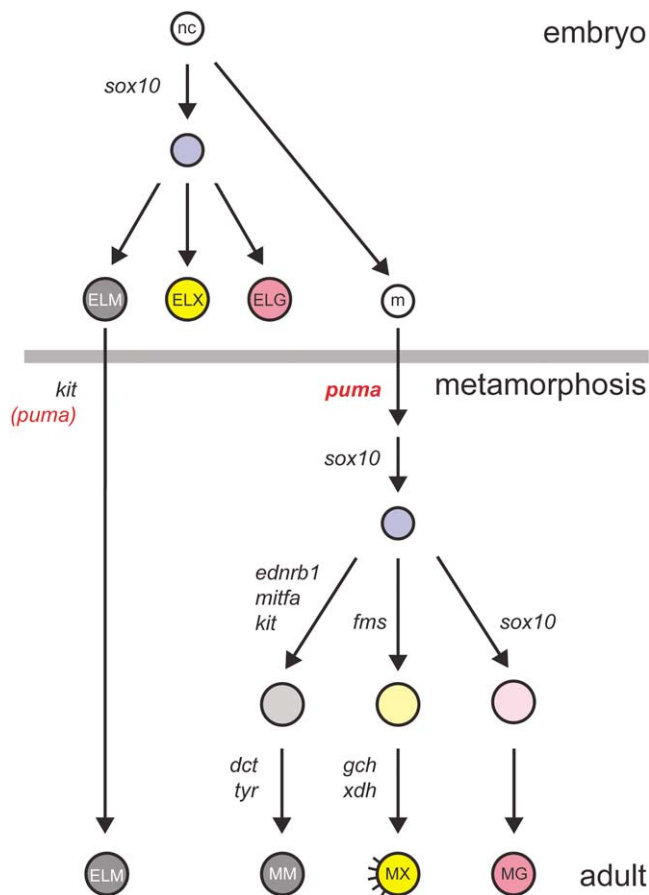 nc
embryo
sox10
ELM
ELX
ELG
m
kit
(puma)
puma
metamorphosis
sox10
ednrb1
mitfa
kit
fms
sox10
dct
tyr
gch
xdh
ELM
MM
MX
MG
adult